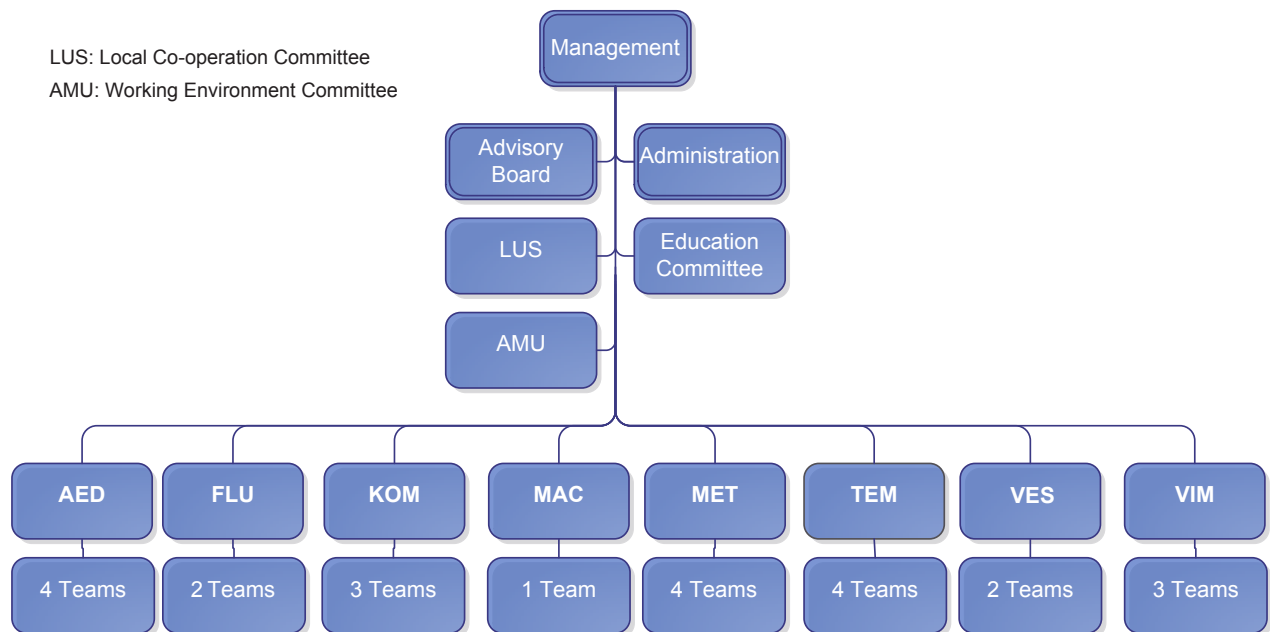 Management
LUS: Local Co-operation Committee
AMU: Working Environment Committee
Advisory
Board
Administration
LUS
Education
Committee
AMU
AED
FLU
KOM
MAC
MET
TEM
VES
VIM
4 Teams
2 Teams
3 Teams
1 Team
4 Teams
4 Teams
2 Teams
3 Teams